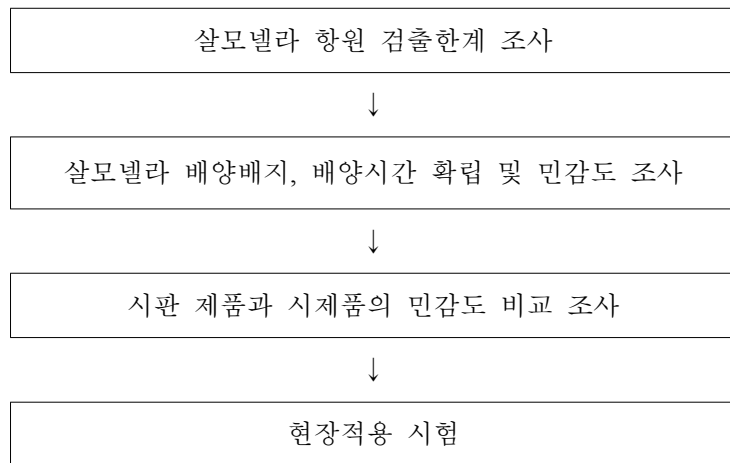 살모넬라 항원 검출한계 조사
↓
살모넬라 배양배지, 배양시간 확립 및 민감도 조사
↓
시판 제품과 시제품의 민감도 비교 조사
↓
현장적용 시험